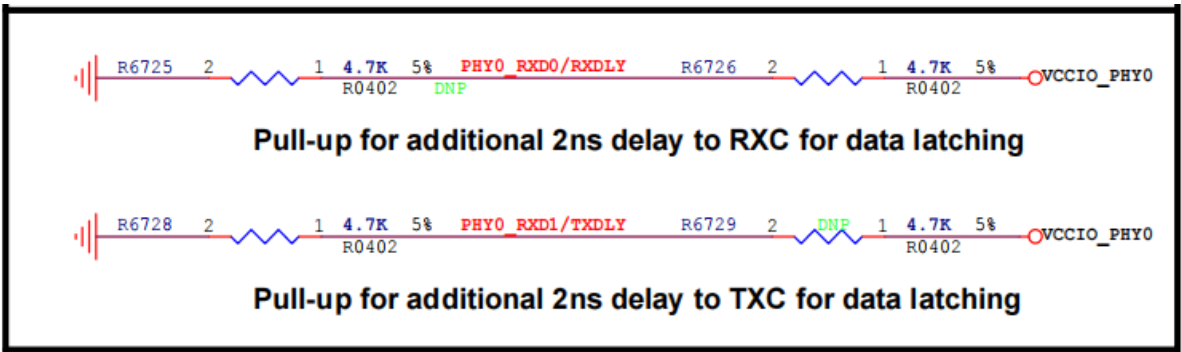 R6725 2 1 4.7K 5% PHY0_RXD0/RXDLY R6726 2 1 4.7K 5% VCCIO_PHY0
R0402 DNP R0402
Pull-up for additional 2ns delay to RXC for data latching
R6728 2 1 4.7K 5% PHY0_RXD1/TXDLY R6729 2 DNP 1 4.7K 5% VCCIO_PHY0
R0402 R0402
Pull-up for additional 2ns delay to TXC for data latching